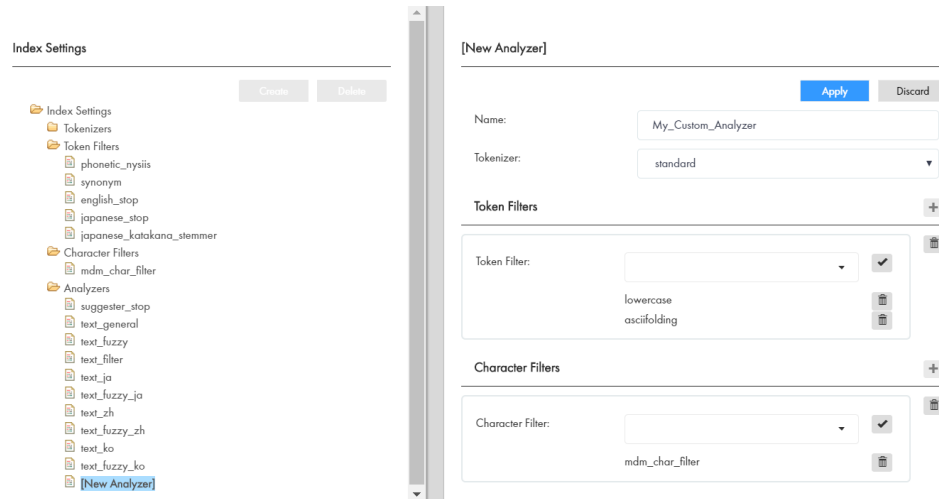 Index Settings
Create Delete
Index Settings
Tokenizers
Token Filters
phonetic_nysiis
synonym
english_stop
japanese_stop
japanese_katakana_stemmer
Character Filters
mdm_char_filter
Analyzers
suggester_stop
text_general
text_fuzzy
text_filter
text_ja
text_fuzzy_ja
text_zh
text_fuzzy_zh
text_ko
text_fuzzy_ko
[New Analyzer]
[New Analyzer]
Apply Discard
Name: My_Custom_Analyzer
Tokenizer: standard
Token Filters
Token Filter:
lowercase
asciifolding
Character Filters
Character Filter:
mdm_char_filter